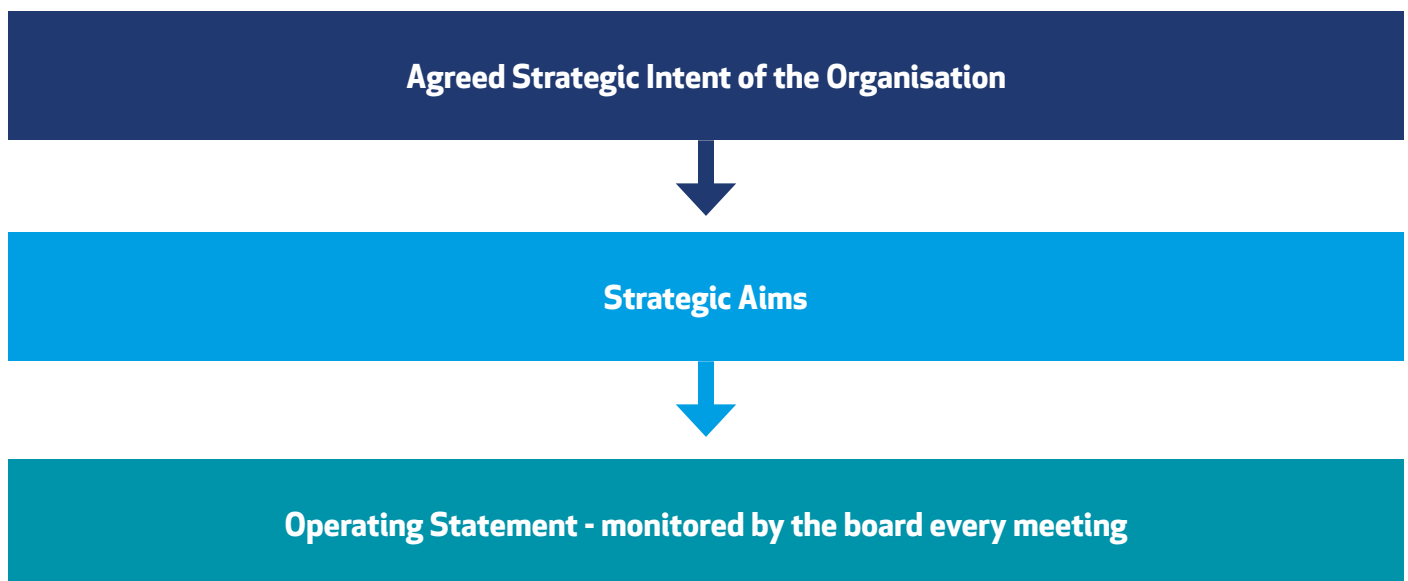 Agreed Strategic Intent of the Organisation
Strategic Aims
Operating Statement - monitored by the board every meeting